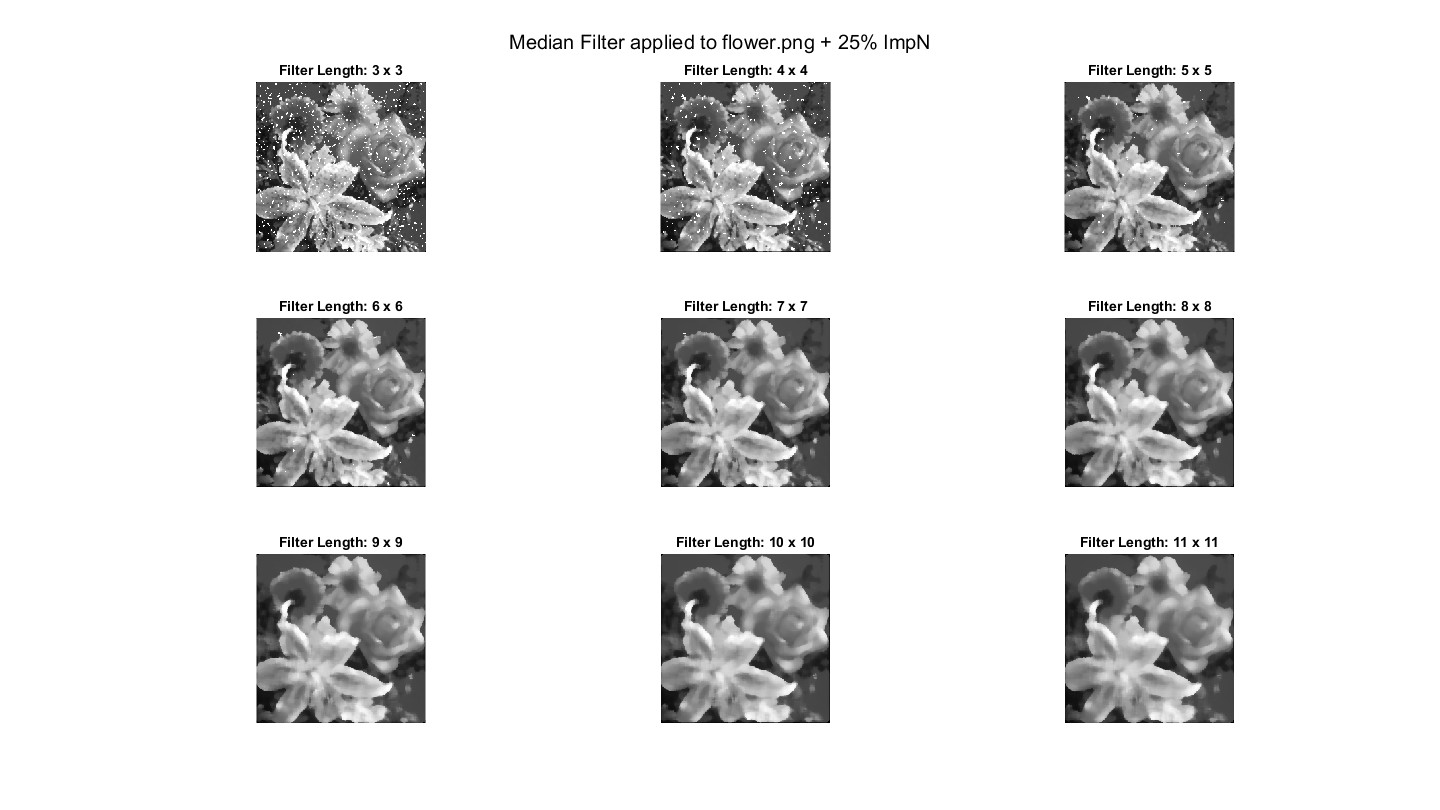 Median Filter applied to flower.png + 25% ImpN
Filter Length: 3 x 3
Filter Length: 4 x 4
Filter Length: 5 x 5
Filter Length: 6 x 6
Filter Length: 7 x 7
Filter Length: 8 x 8
Filter Length: 9 x 9
Filter Length: 10 x 10
Filter Length: 11 x 11